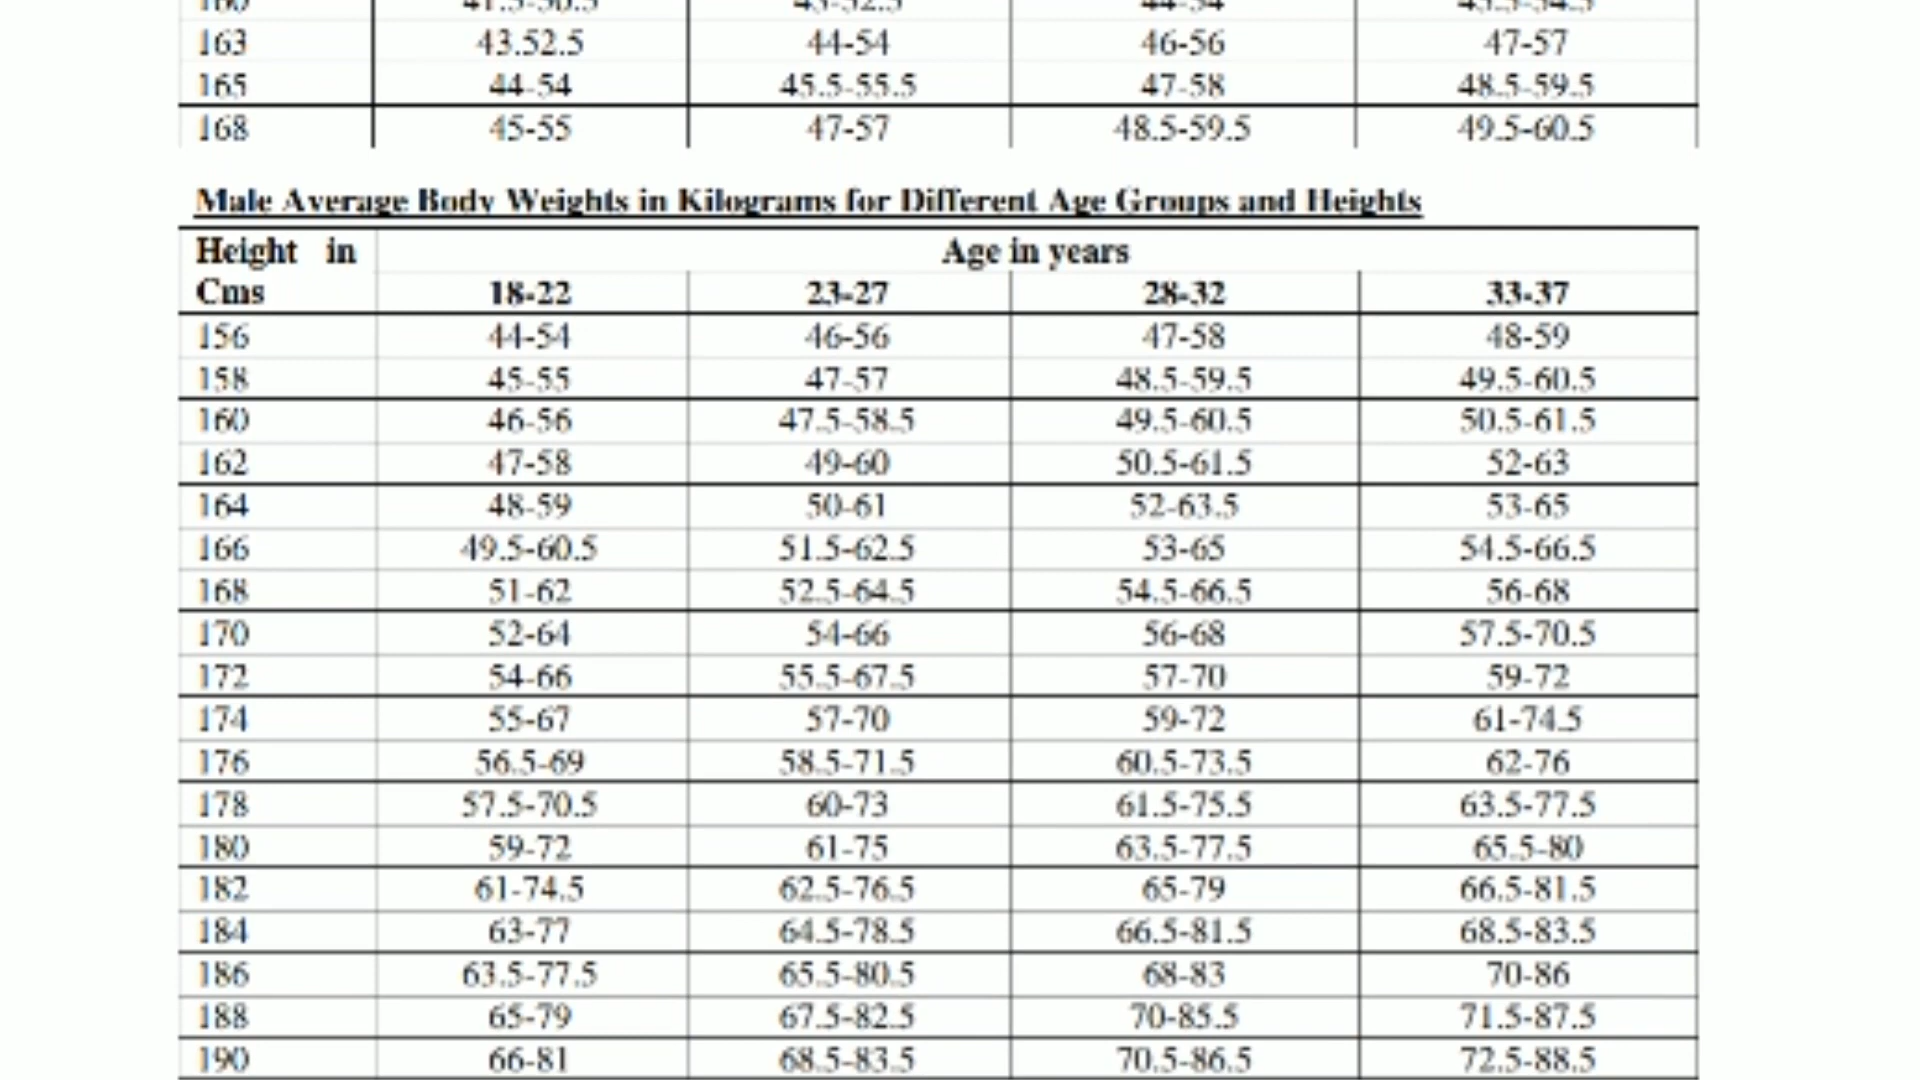 160 41.5-50.5 43-52.5 44-54 45.5-54.5
163 43.52.5 44-54 46-56 47-57
165 44-54 45.5-55.5 47-58 48.5-59.5
168 45-55 47-57 48.5-59.5 49.5-60.5
Male Average Body Weights in Kilograms for Different Age Groups and Heights
Height in Age in years
Cms 18-22 23-27 28-32 33-37
156 44-54 46-56 47-58 48-59
158 45-55 47-57 48.5-59.5 49.5-60.5
160 46-56 47.5-58.5 49.5-60.5 50.5-61.5
162 47-58 49-60 50.5-61.5 52-63
164 48-59 50-61 52-63.5 53-65
166 49.5-60.5 51.5-62.5 53-65 54.5-66.5
168 51-62 52.5-64.5 54.5-66.5 56-68
170 52-64 54-66 56-68 57.5-70.5
172 54-66 55.5-67.5 57-70 59-72
174 55-67 57-70 59-72 61-74.5
176 56.5-69 58.5-71.5 60.5-73.5 62-76
178 57.5-70.5 60-73 61.5-75.5 63.5-77.5
180 59-72 61-75 63.5-77.5 65.5-80
182 61-74.5 62.5-76.5 65-79 66.5-81.5
184 63-77 64.5-78.5 66.5-81.5 68.5-83.5
186 63.5-77.5 65.5-80.5 68-83 70-86
188 65-79 67.5-82.5 70-85.5 71.5-87.5
190 66-81 68.5-83.5 70.5-86.5 72.5-88.5